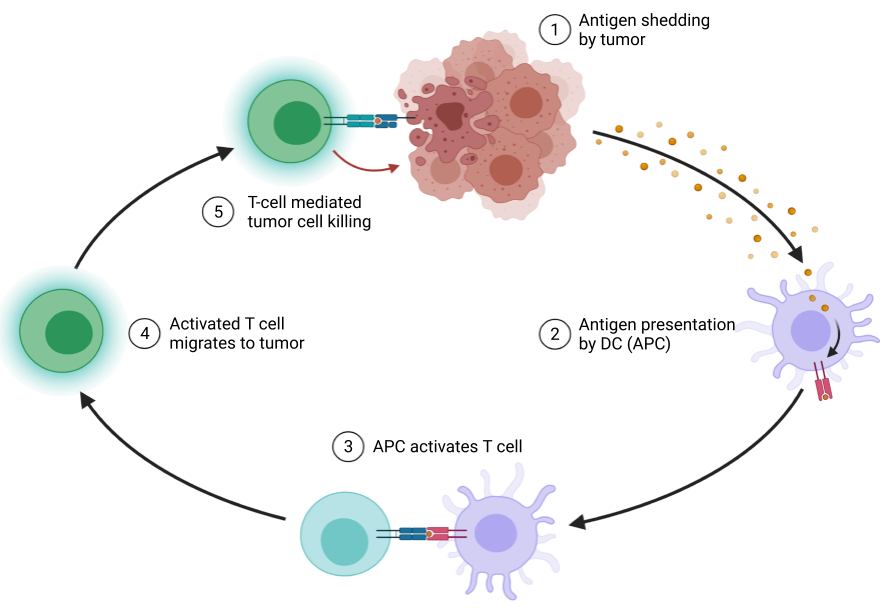 1
Antigen shedding
by tumor
2
Antigen presentation
by DC (APC)
3
APC activates T cell
4
Activated T cell
migrates to tumor
5
T-cell mediated
tumor cell killing